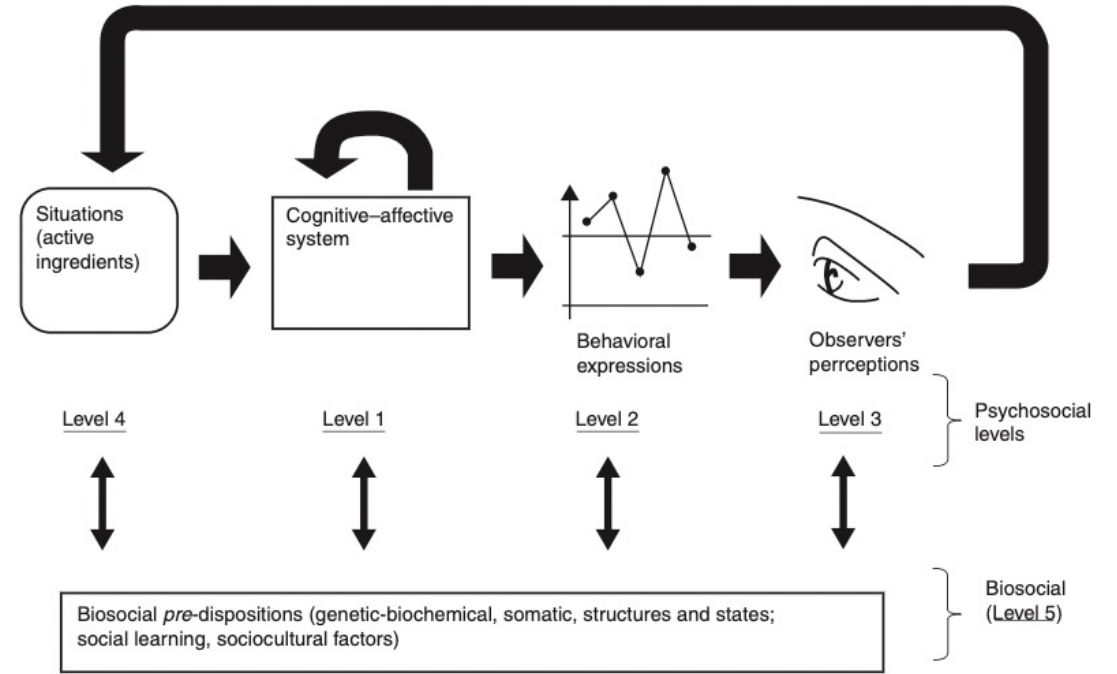 Situations
(active
ingredients)
Cognitive–affective
system
Behavioral
expressions
Observers’
perrceptions
Level 4
Level 1
Level 2
Level 3
Psychosocial
levels
Biosocial pre-dispositions (genetic-biochemical, somatic, structures and states;
social learning, sociocultural factors)
Biosocial
(Level 5)